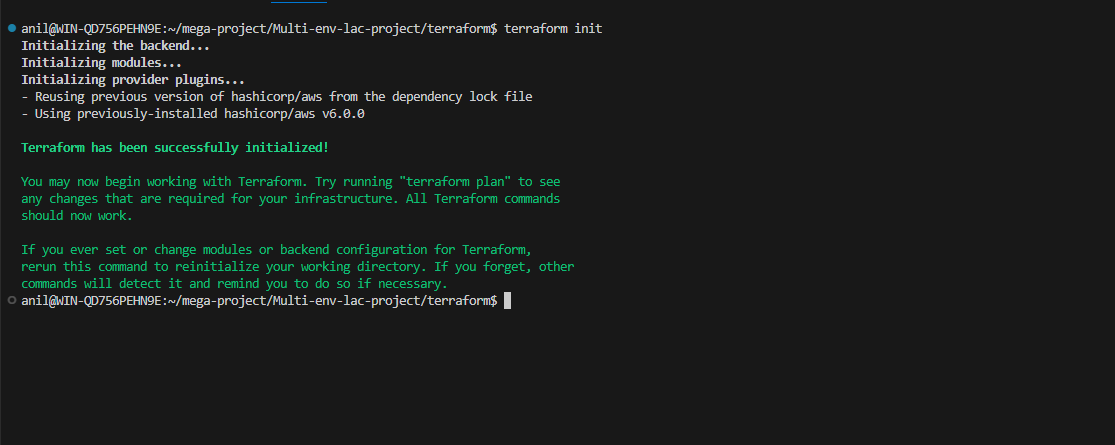 anil@WIN-QD756PEHN9E:~/mega-project/Multi-env-lac-project/terraform$ terraform init
Initializing the backend...
Initializing modules...
Initializing provider plugins...
- Reusing previous version of hashicorp/aws from the dependency lock file
- Using previously-installed hashicorp/aws v6.0.0
Terraform has been successfully initialized!
You may now begin working with Terraform. Try running "terraform plan" to see
any changes that are required for your infrastructure. All Terraform commands
should now work.
If you ever set or change modules or backend configuration for Terraform,
rerun this command to reinitialize your working directory. If you forget, other
commands will detect it and remind you to do so if necessary.
anil@WIN-QD756PEHN9E:~/mega-project/Multi-env-lac-project/terraform$